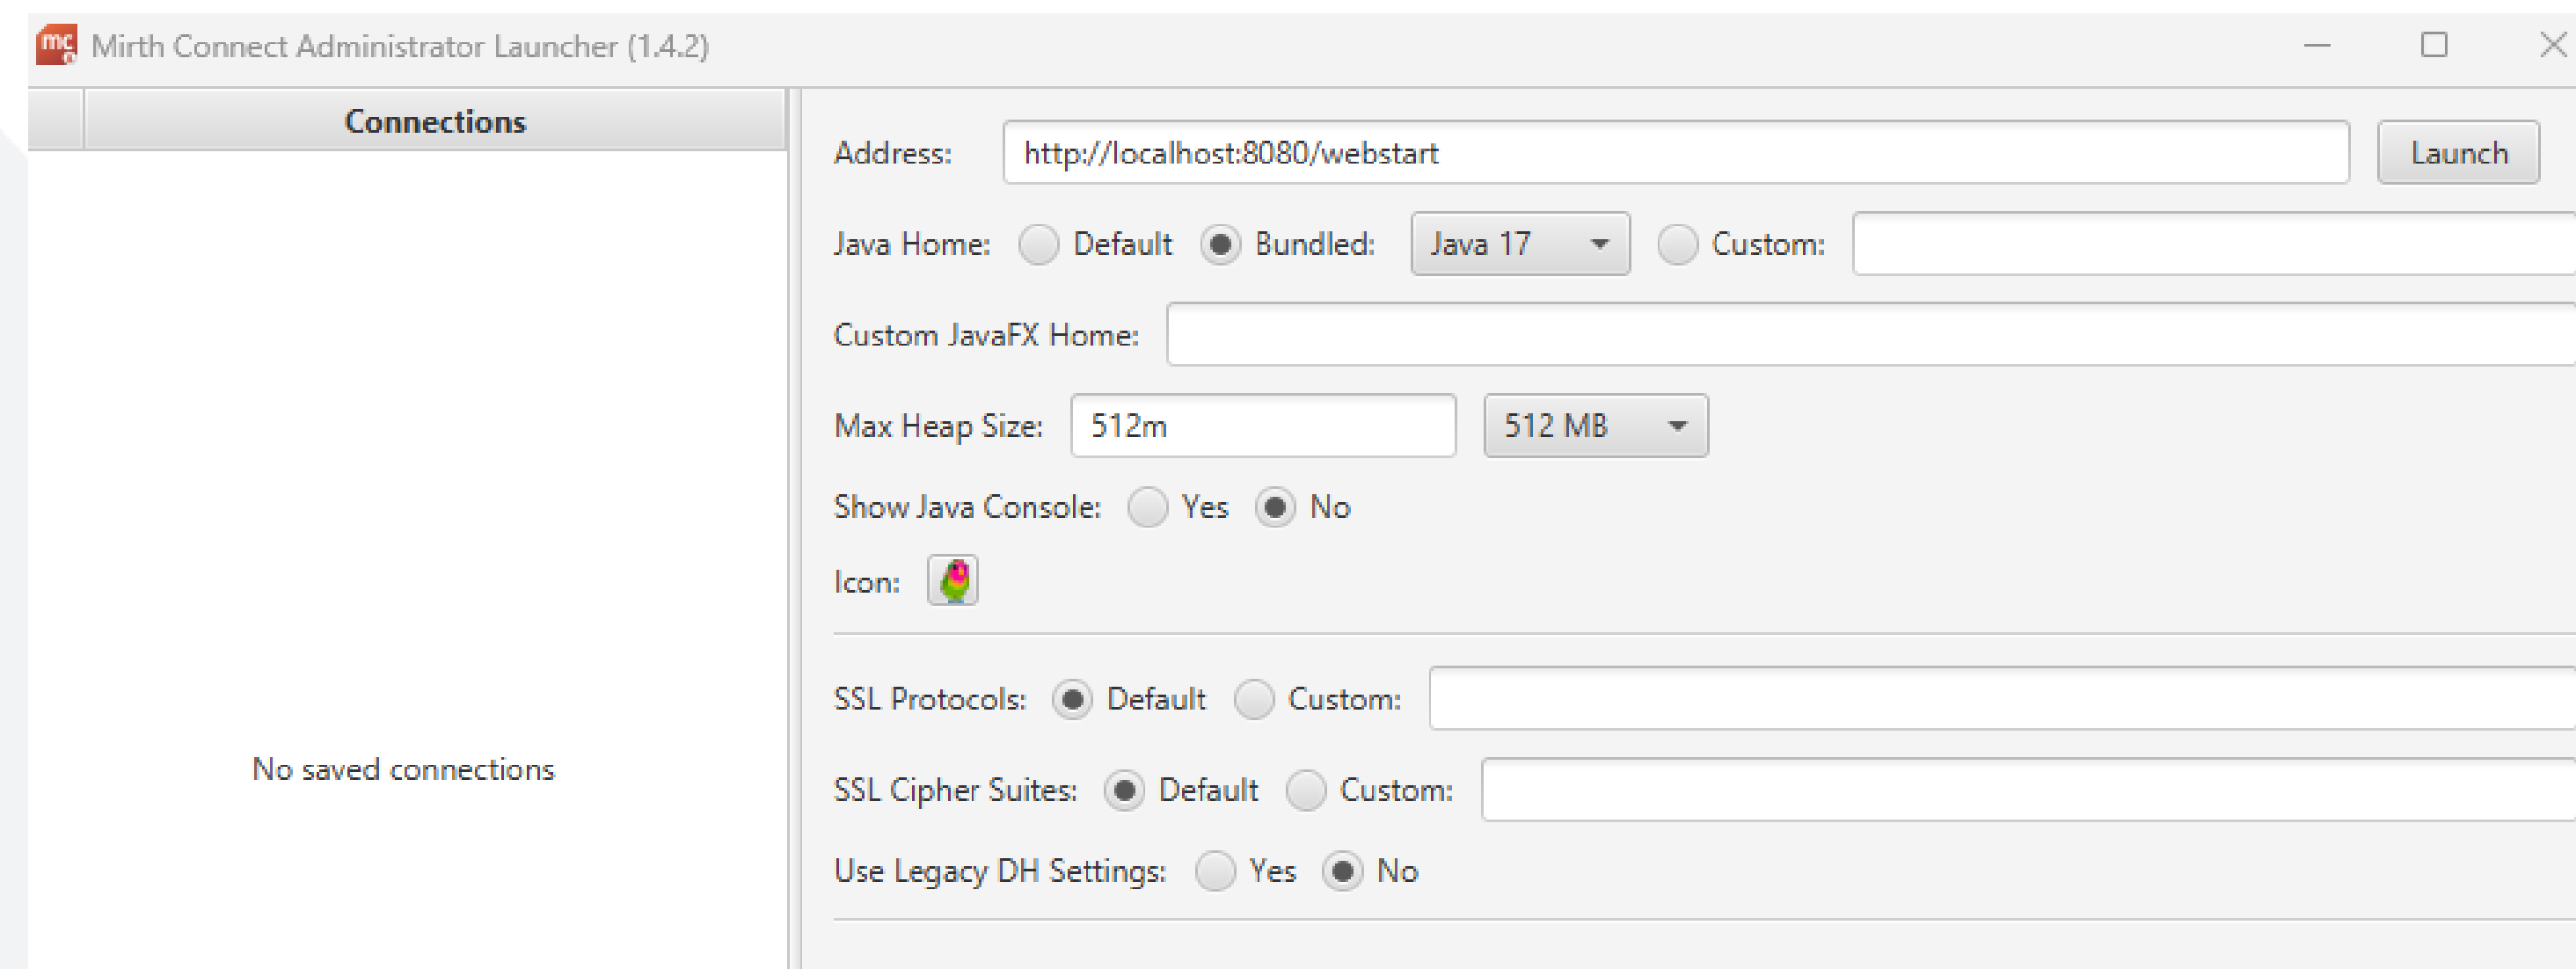 mc Mirth Connect Administrator Launcher (1.4.2)
Connections
No saved connections
Address: http://localhost:8080/webstart Launch
Java Home: Default Bundled: Java 17 Custom:
Custom JavaFX Home:
Max Heap Size: 512m 512 MB
Show Java Console: Yes No
Icon:
SSL Protocols: Default Custom:
SSL Cipher Suites: Default Custom:
Use Legacy DH Settings: Yes No